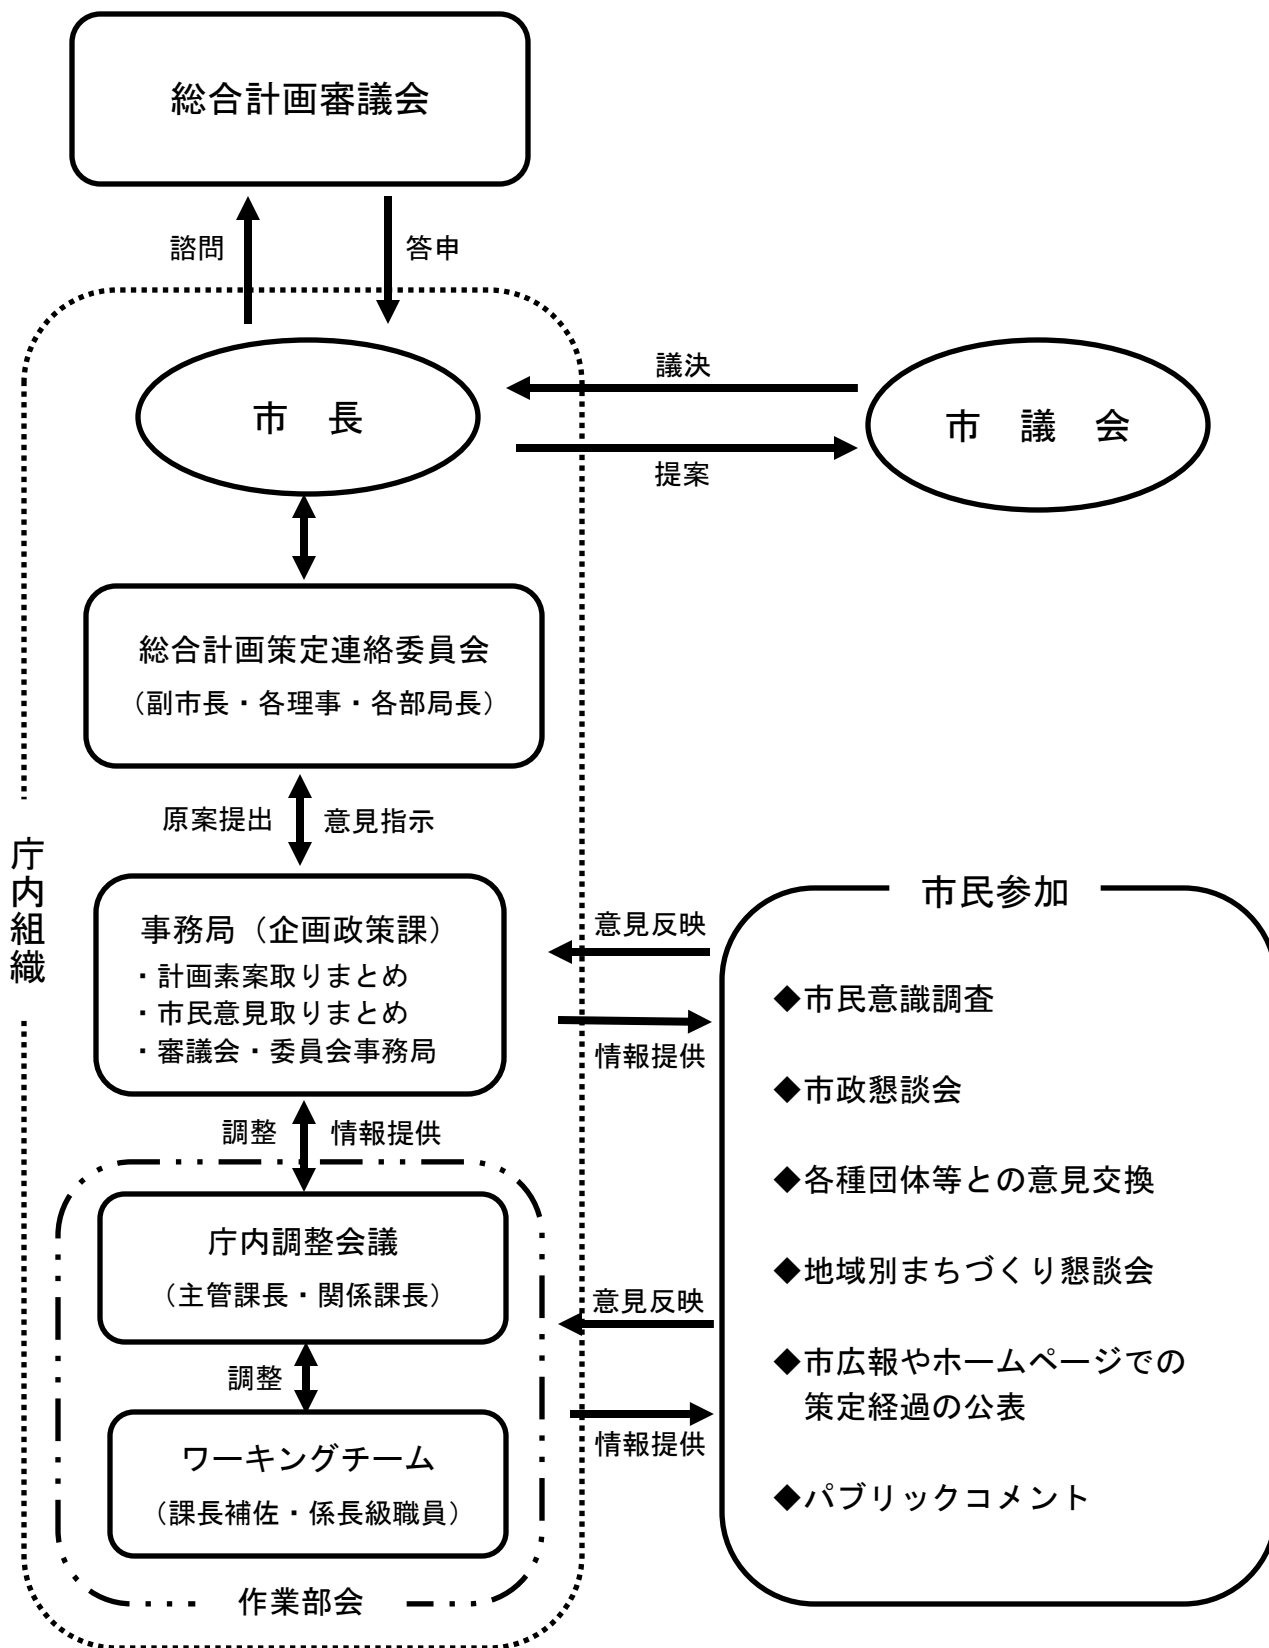 総合計画審議会
諮問
答申
市　長
議決
提案
市　議　会
総合計画策定連絡委員会
（副市長・各理事・各部局長）
原案提出
意見指示
庁内組織
事務局（企画政策課）
・計画素案取りまとめ
・市民意見取りまとめ
・審議会・委員会事務局
意見反映
情報提供
調整
情報提供
庁内調整会議
（主管課長・関係課長）
調整
ワーキングチーム
（課長補佐・係長級職員）
作業部会
意見反映
情報提供
市民参加
◆市民意識調査
◆市政懇談会
◆各種団体等との意見交換
◆地域別まちづくり懇談会
◆市広報やホームページでの
策定経過の公表
◆パブリックコメント